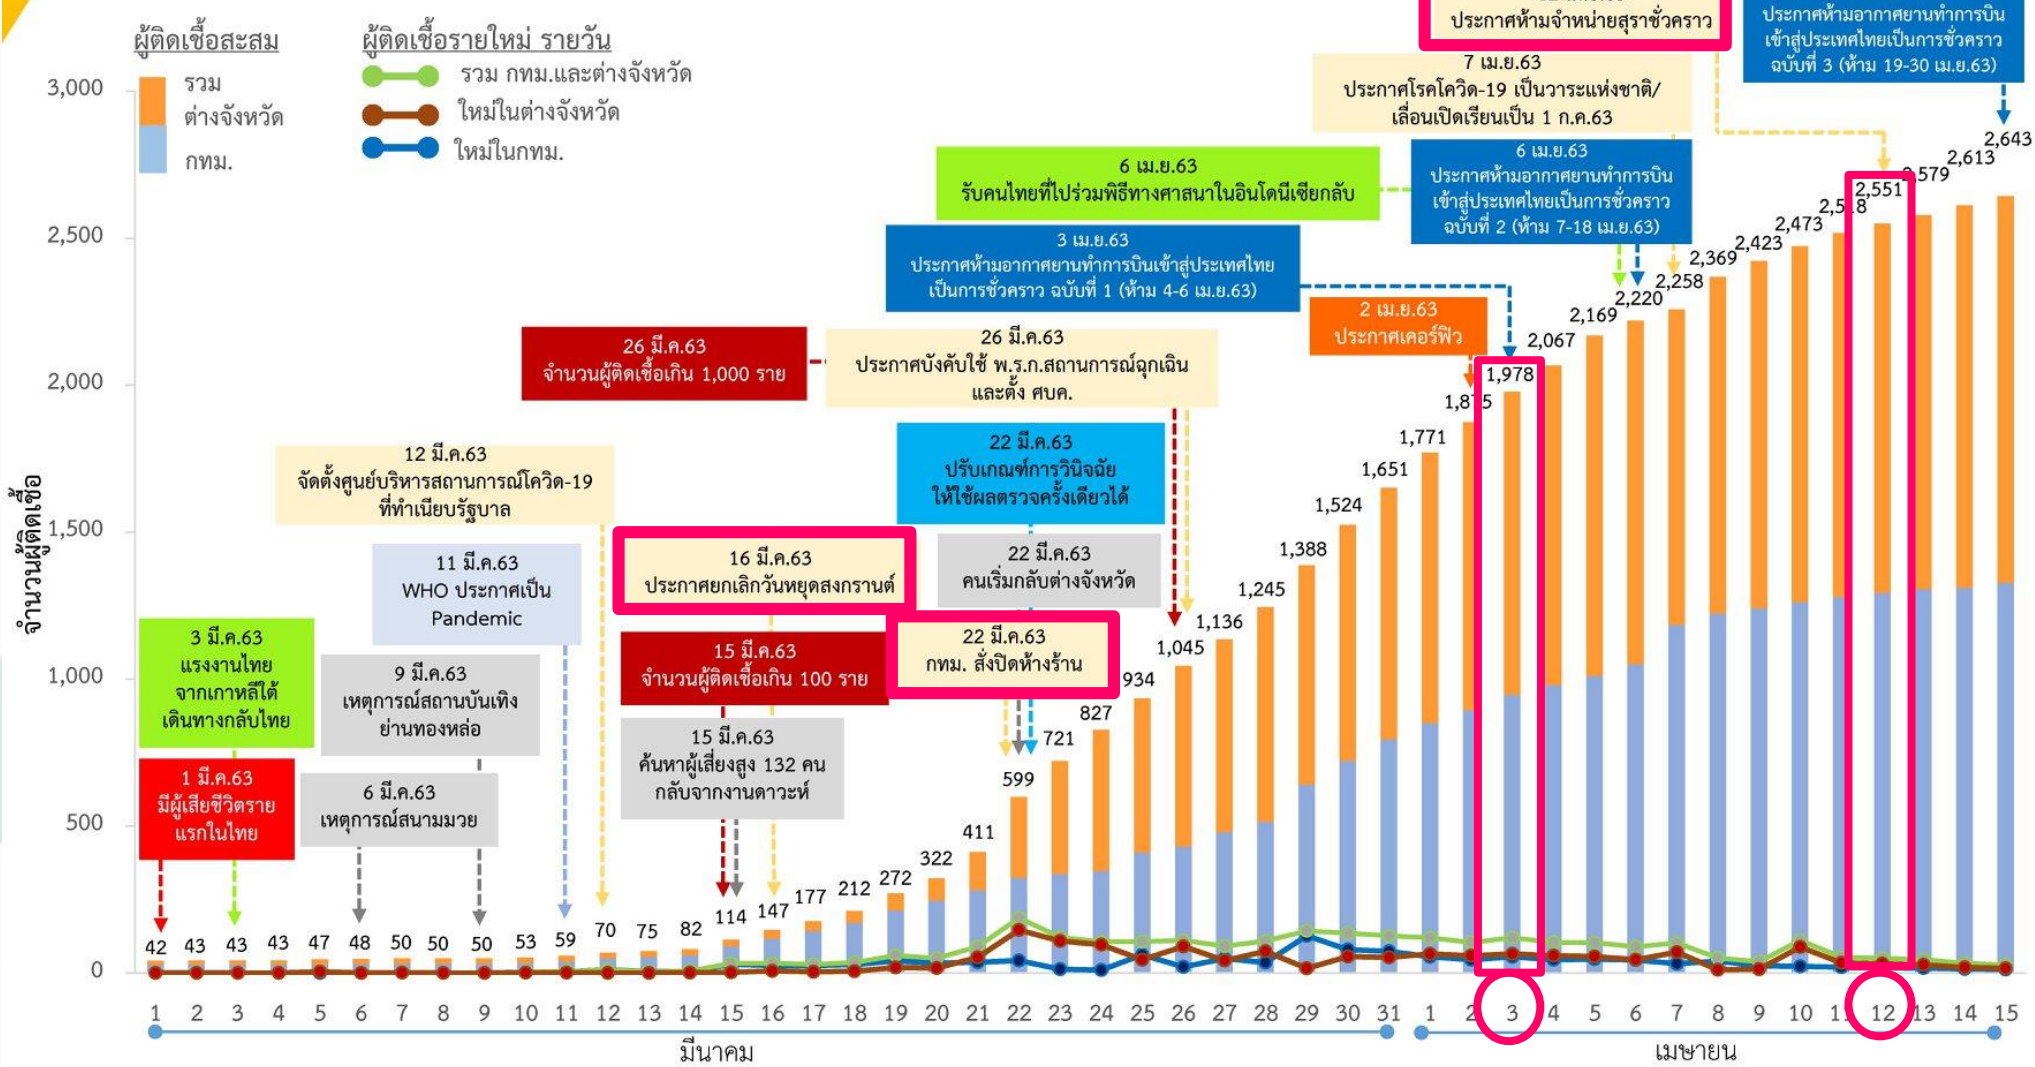 ผู้ติดเชื้อสะสม
รวม
ต่างจังหวัด
กทม.
ผู้ติดเชื้อรายใหม่ รายวัน
รวม กทม.และต่างจังหวัด
ใหม่ในต่างจังหวัด
ใหม่ในกทม.
ประกาศห้ามจำหน่ายสุราชั่วคราว
ประกาศห้ามอากาศยานทำการบิน
เข้าสู่ประเทศไทยเป็นการชั่วคราว
ฉบับที่ 3 (ห้าม 19-30 เม.ย.63)
7 เม.ย.63
ประกาศโรคโควิด-19 เป็นวาระแห่งชาติ/
เลื่อนเปิดเรียนเป็น 1 ก.ค.63
6 เม.ย.63
ประกาศห้ามอากาศยานทำการบิน
เข้าสู่ประเทศไทยเป็นการชั่วคราว
ฉบับที่ 2 (ห้าม 7-18 เม.ย.63)
6 เม.ย.63
รับคนไทยที่ไปร่วมพิธีทางศาสนาในอินโดนีเซียกลับ
3 เม.ย.63
ประกาศห้ามอากาศยานทำการบินเข้าสู่ประเทศไทย
เป็นการชั่วคราว ฉบับที่ 1 (ห้าม 4-6 เม.ย.63)
2 เม.ย.63
ประกาศเคอร์ฟิว
26 มี.ค.63
จำนวนผู้ติดเชื้อเกิน 1,000 ราย
26 มี.ค.63
ประกาศบังคับใช้ พ.ร.ก.สถานการณ์ฉุกเฉิน
และตั้ง ศบค.
22 มี.ค.63
ปรับเกณฑ์การวินิจฉัย
ให้ใช้ผลตรวจครั้งเดียวได้
22 มี.ค.63
คนเริ่มกลับต่างจังหวัด
22 มี.ค.63
กทม. สั่งปิดห้างร้าน
12 มี.ค.63
จัดตั้งศูนย์บริหารสถานการณ์โควิด-19
ที่ทำเนียบรัฐบาล
16 มี.ค.63
ประกาศยกเลิกวันหยุดสงกรานต์
11 มี.ค.63
WHO ประกาศเป็น
Pandemic
15 มี.ค.63
จำนวนผู้ติดเชื้อเกิน 100 ราย
15 มี.ค.63
ค้นหาผู้เสี่ยงสูง 132 คน
กลับจากงานดาวะห์
3 มี.ค.63
แรงงานไทย
จากเกาหลีใต้
เดินทางกลับไทย
9 มี.ค.63
เหตุการณ์สถานบันเทิง
ย่านทองหล่อ
1 มี.ค.63
มีผู้เสียชีวิตราย
แรกในไทย
6 มี.ค.63
เหตุการณ์สนามมวย
จำนวนผู้ติดเชื้อ
3,000
2,500
2,000
1,500
1,000
500
0
42 43 43 43 47 48 50 50 50 53 59 70 75 82 114 147 177 212 272 322 411 599 721 827 934 1,045 1,136 1,245 1,388 1,524 1,651 1,771 1,875 1,978 2,067 2,169 2,220 2,258 2,369 2,423 2,473 2,518 2,551 2,579 2,613 2,643
1 2 3 4 5 6 7 8 9 10 11 12 13 14 15 16 17 18 19 20 21 22 23 24 25 26 27 28 29 30 31 1 2 3 4 5 6 7 8 9 10 11 12 13 14 15
มีนาคม
เมษายน